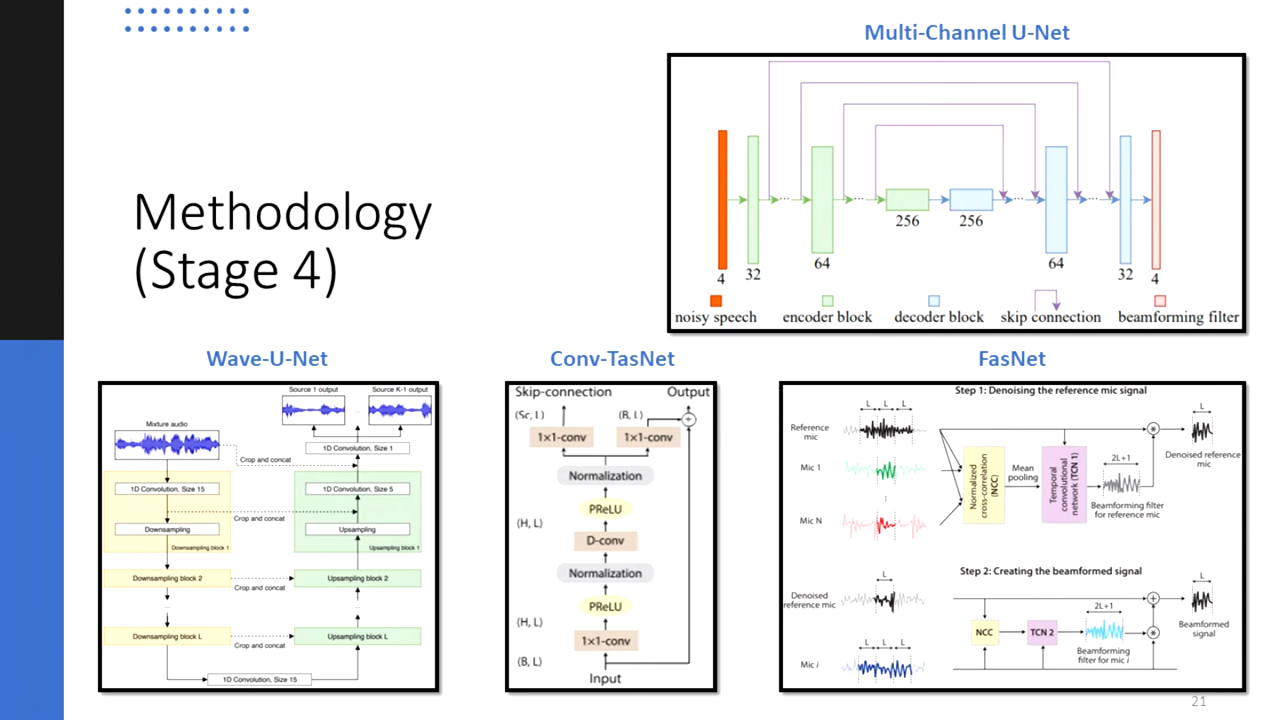 Methodology
(Stage 4)
Multi-Channel U-Net
4
32
64
256
256
64
32
4
noisy speech
encoder block
decoder block
skip connection
beamforming filter
Wave-U-Net
Source 1 output
Source K-1 output
...
Mixture audio
1D Convolution, Size 1
Crop and concat
1D Convolution, Size 15
1D Convolution, Size 5
Crop and concat
Downsampling
Upsampling
Downsampling block 1
Upsampling block 1
Downsampling block 2
Upsampling block 2
Crop and concat
...
...
Downsampling block L
Upsampling block L
Crop and concat
1D Convolution, Size 15
Conv-TasNet
Skip-connection
Output
(Sc, L)
(B, L)
1×1-conv
1×1-conv
Normalization
PReLU
(H, L)
D-conv
Normalization
PReLU
(H, L)
1×1-conv
(B, L)
Input
FasNet
Step 1: Denoising the reference mic signal
L
L
L
L
Reference
mic
Mic 1
Mic N
Normalized
cross-correlation
(NCC)
Mean
pooling
Temporal
convolutional
network (TCN 1)
2L+1
Beamforming filter
for reference mic
Denoised reference
mic
Step 2: Creating the beamformed signal
L
L
Denoised
reference mic
NCC
TCN 2
2L+1
Beamforming
filter for mic i
Beamformed
signal
L
L
L
Mic i
21